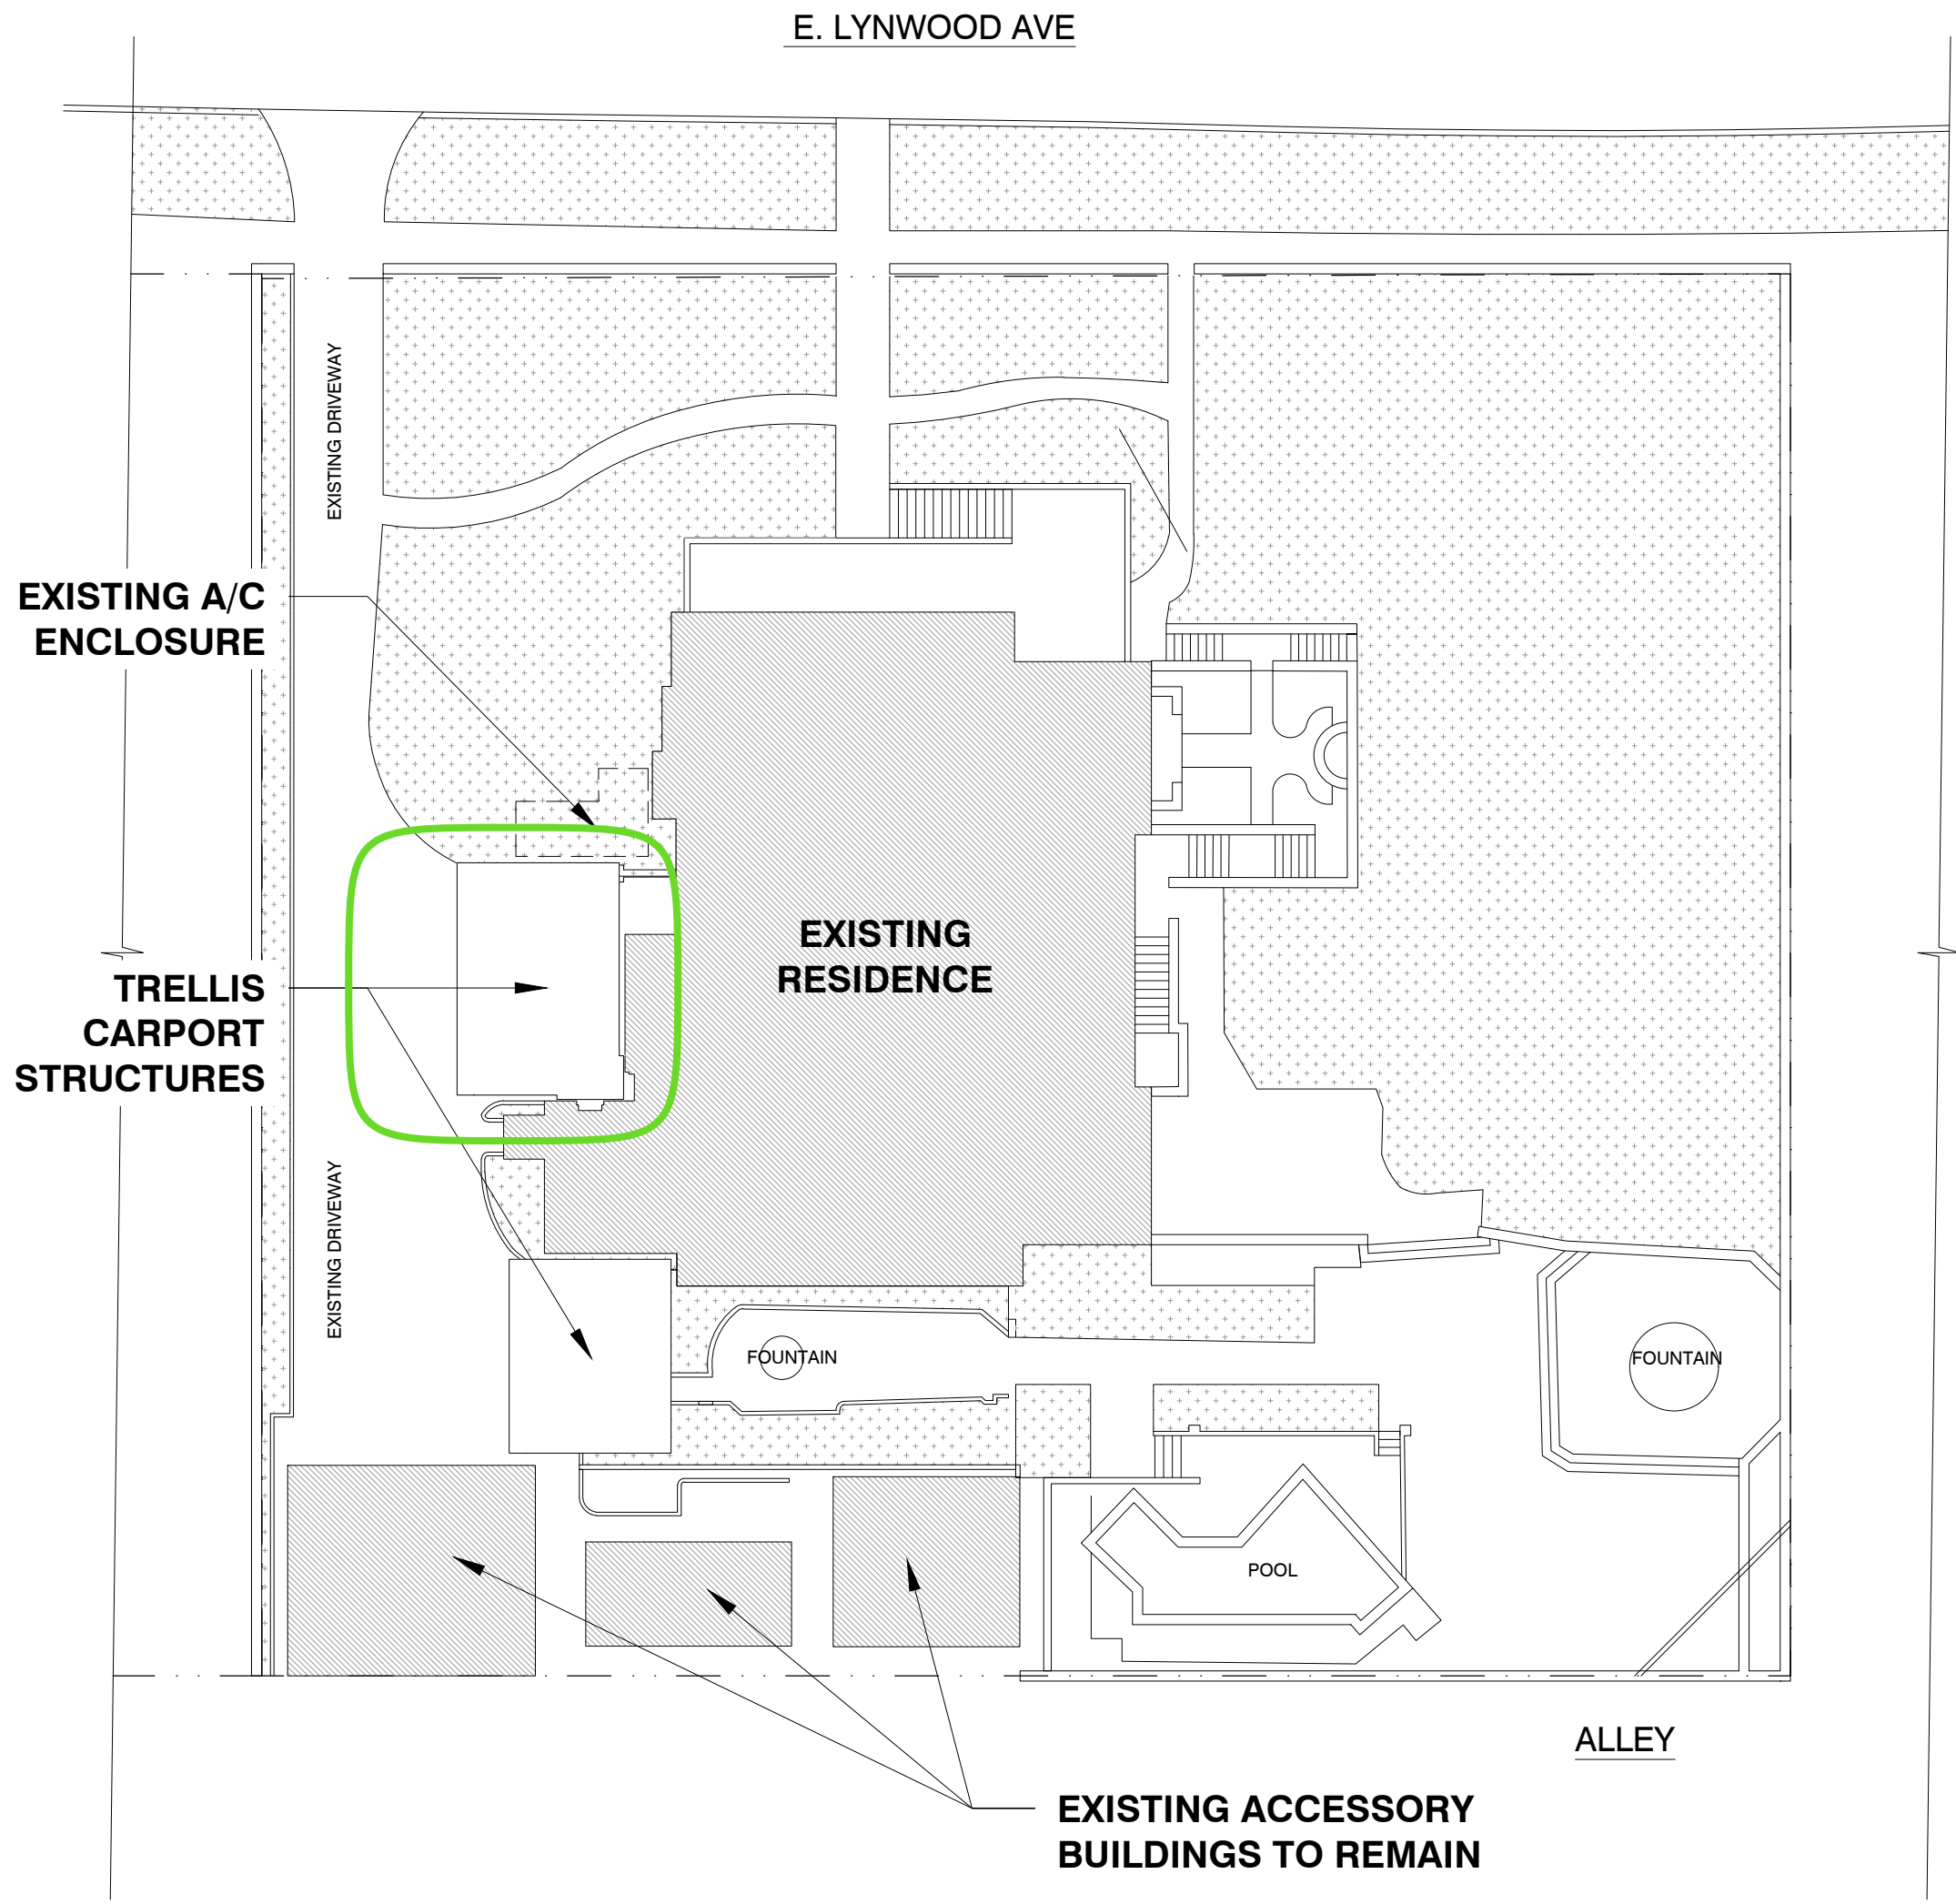 E. LYNWOOD AVE
EXISTING DRIVEWAY
EXISTING A/C
ENCLOSURE
EXISTING
RESIDENCE
TRELLIS
CARPORT
STRUCTURES
EXISTING DRIVEWAY
FOUNTAIN
FOUNTAIN
POOL
ALLEY
EXISTING ACCESSORY
BUILDINGS TO REMAIN